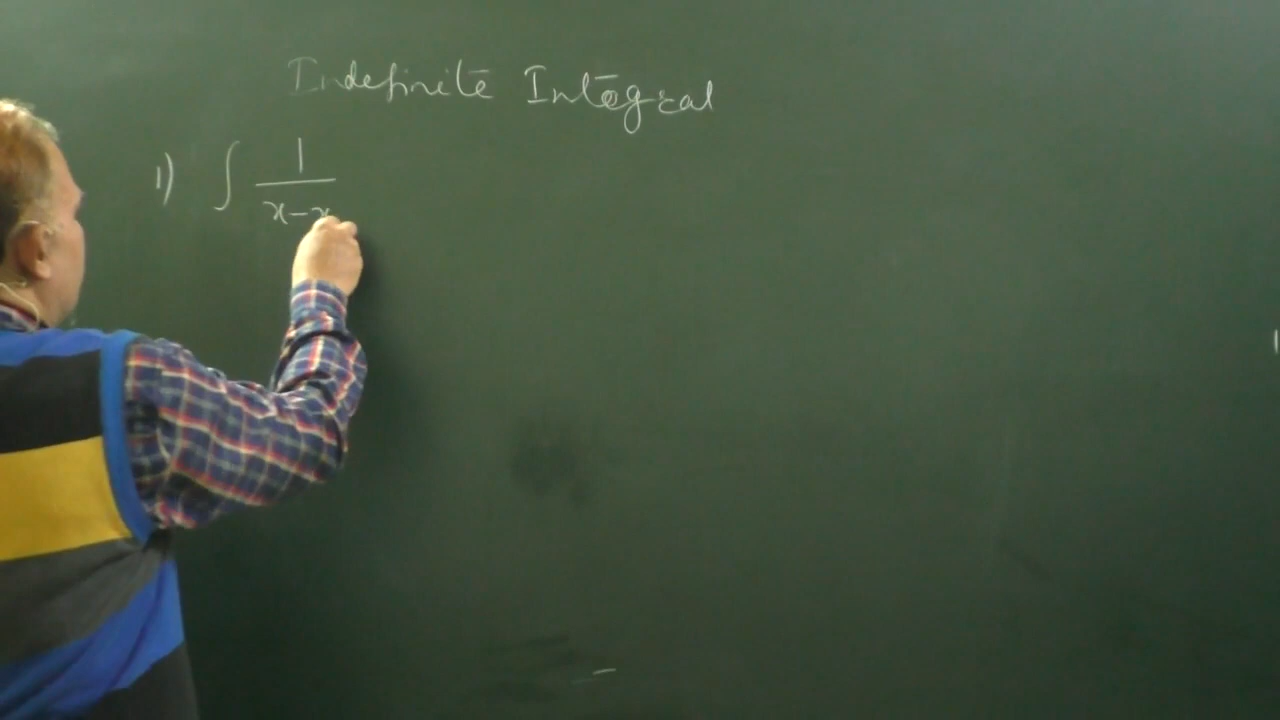 Indefinite Integral
1) ∫ 1/(x-x